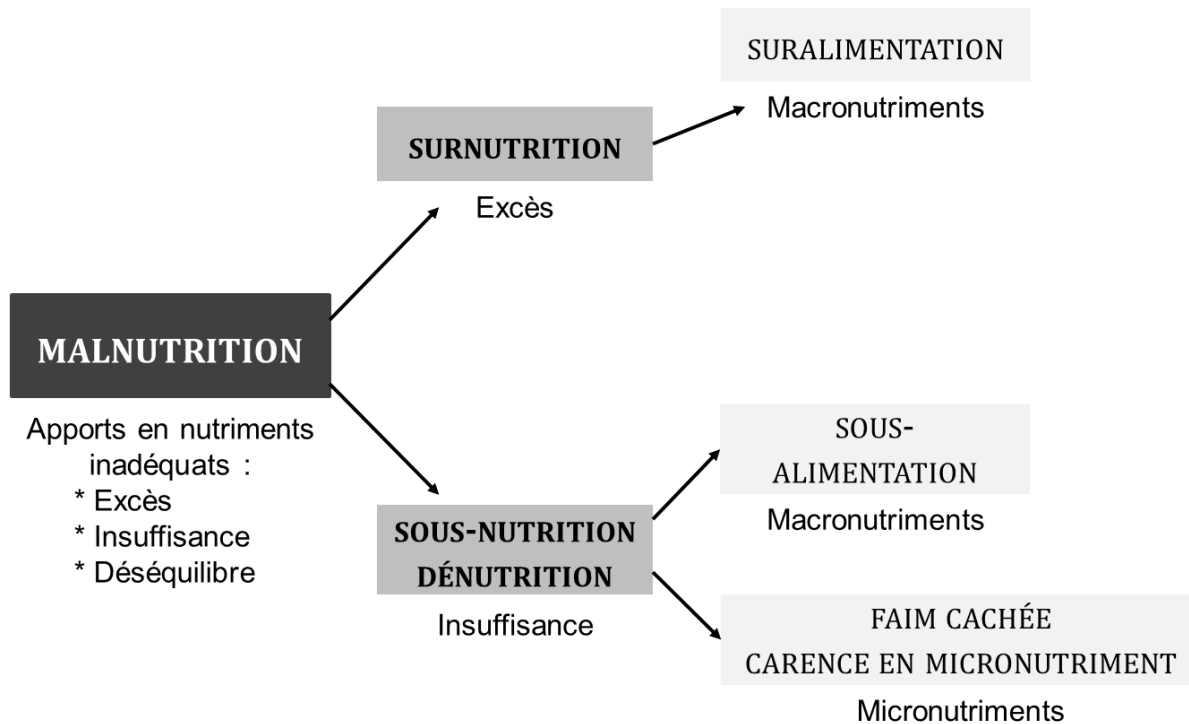 SURALIMENTATION
Macronutriments
SURNUTRITION
Excès
MALNUTRITION
Apports en nutriments
inadéquats :
* Excès
* Insuffisance
* Déséquilibre
SOUS-
ALIMENTATION
Macronutriments
SOUS-NUTRITION
DÉNUTRITION
Insuffisance
FAIM CACHÉE
CARENCE EN MICRONUTRIMENT
Micronutriments